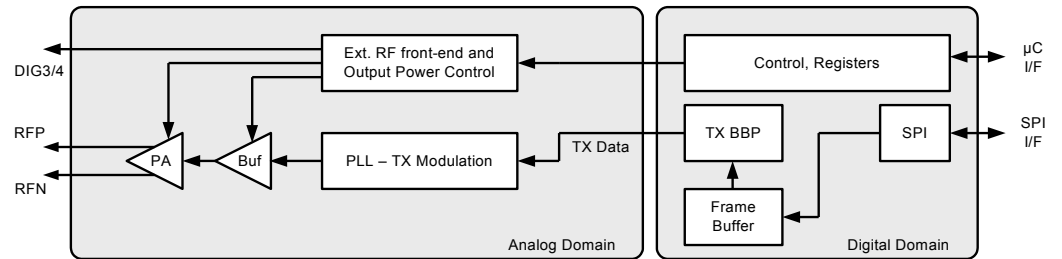 DIG3/4
Ext. RF front-end and
Output Power Control
Control, Registers
µC
I/F
RFP
RFN
PA
Buf
PLL – TX Modulation
TX Data
TX BBP
SPI
SPI
I/F
Frame
Buffer
Analog Domain
Digital Domain